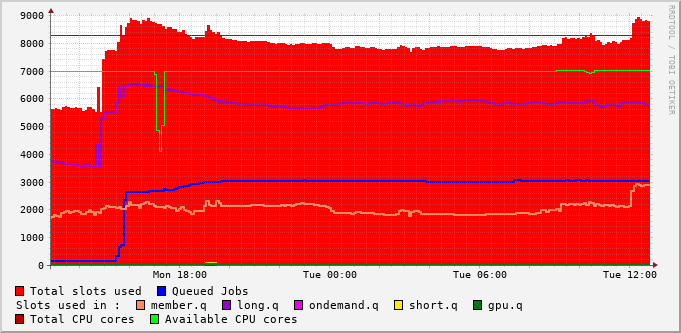 RRDTOOL / TOBI OETIKER
9000
8000
7000
6000
5000
4000
3000
2000
1000
0
Mon 18:00 Tue 00:00 Tue 06:00 Tue 12:00
Total slots used Queued Jobs
Slots used in : member.q long.q ondemand.q short.q gpu.q
Total CPU cores Available CPU cores